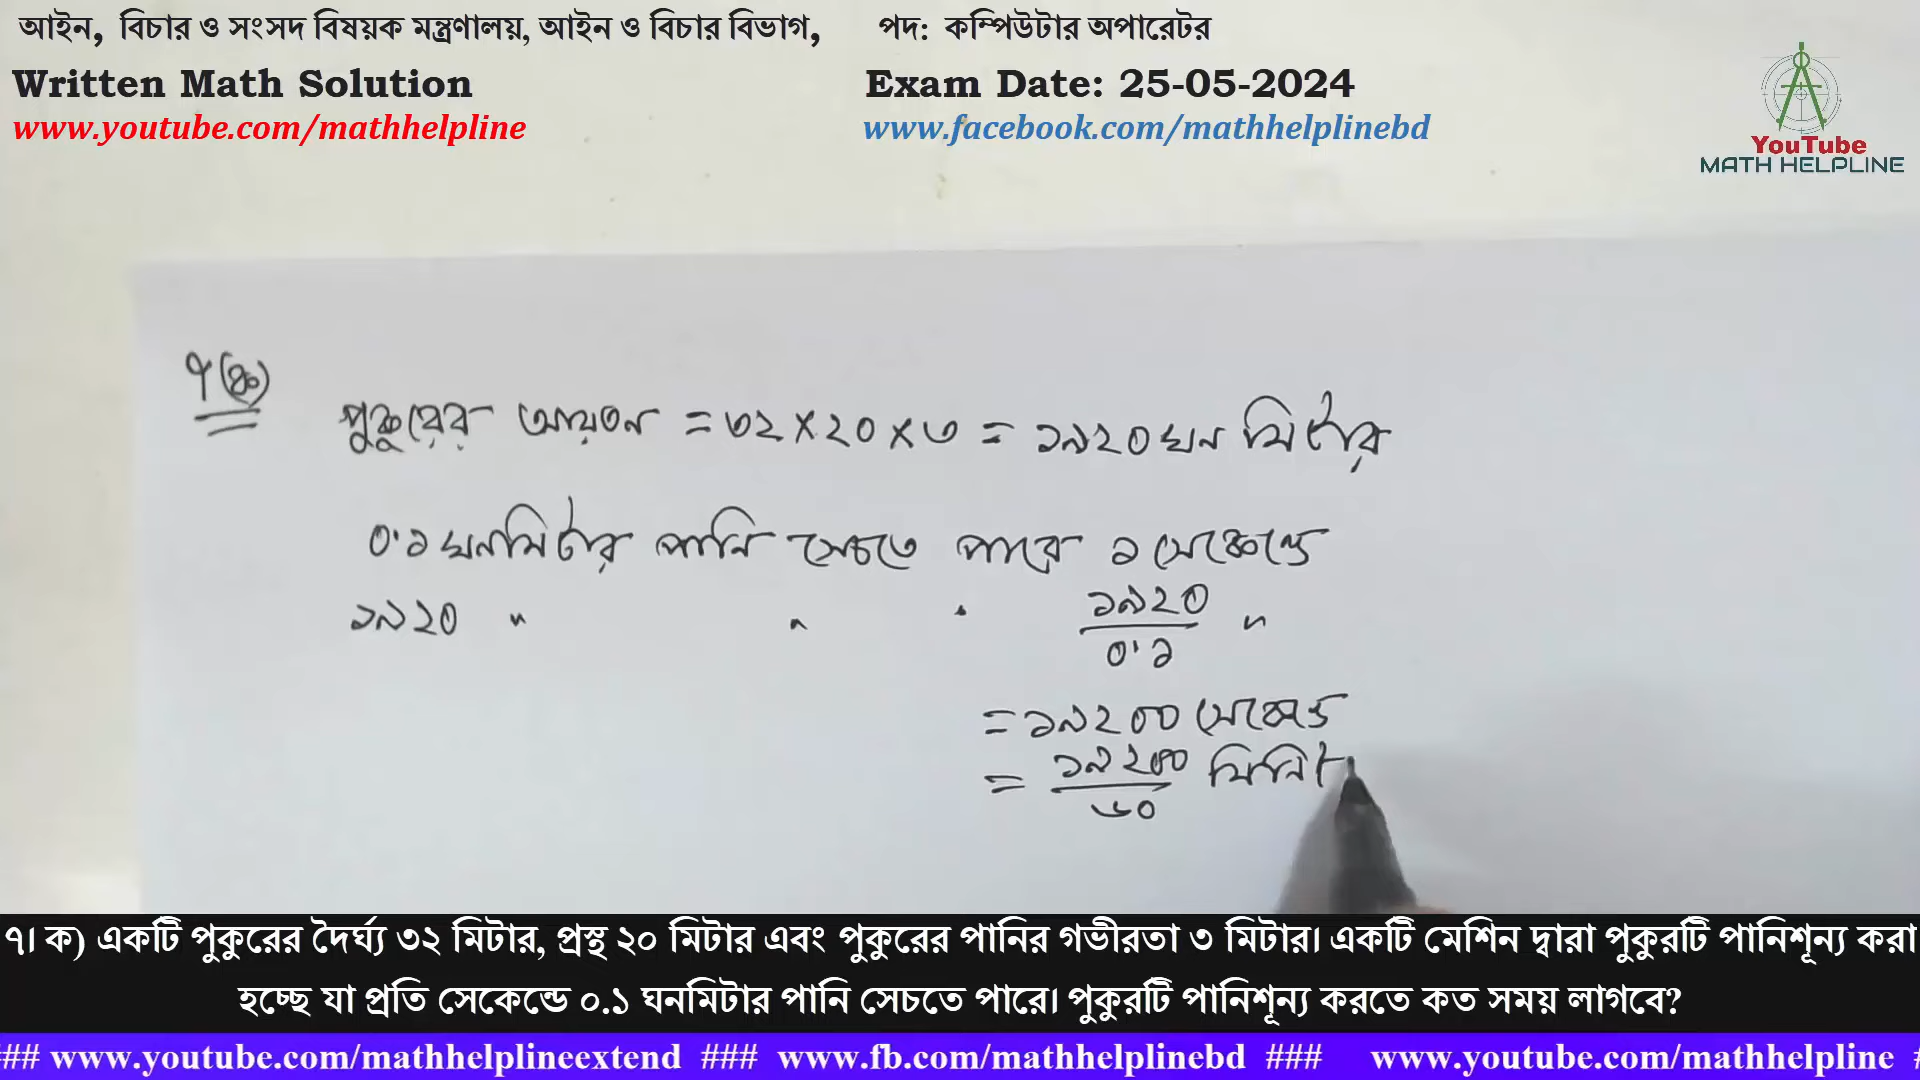 আইন, বিচার ও সংসদ বিষয়ক মন্ত্রণালয়, আইন ও বিচার বিভাগ, পদ: কম্পিউটার অপারেটর
Written Math Solution Exam Date: 25-05-2024
www.youtube.com/mathhelpline www.facebook.com/mathhelplinebd
YouTube
MATH HELPLINE
৭(ক)
পুকুরের আয়তন = ৩২ × ২০ × ৩ = ১৯২০ ঘন মিটার
০.১ ঘনমিটার পানি সেচতে পারে ১ সেকেন্ডে
১৯২০ " " " ১৯২০/০.১ "
= ১৯২০০ সেকেন্ড
= ১৯২০০/৬০ মিনিট
৭। ক) একটি পুকুরের দৈর্ঘ্য ৩২ মিটার, প্রস্থ ২০ মিটার এবং পুকুরের পানির গভীরতা ৩ মিটার। একটি মেশিন দ্বারা পুকুরটি পানিশূন্য করা
হচ্ছে যা প্রতি সেকেন্ডে ০.১ ঘনমিটার পানি সেচতে পারে। পুকুরটি পানিশূন্য করতে কত সময় লাগবে?
## www.youtube.com/mathhelplineextend ### www.fb.com/mathhelplinebd ### www.youtube.com/mathhelpline #